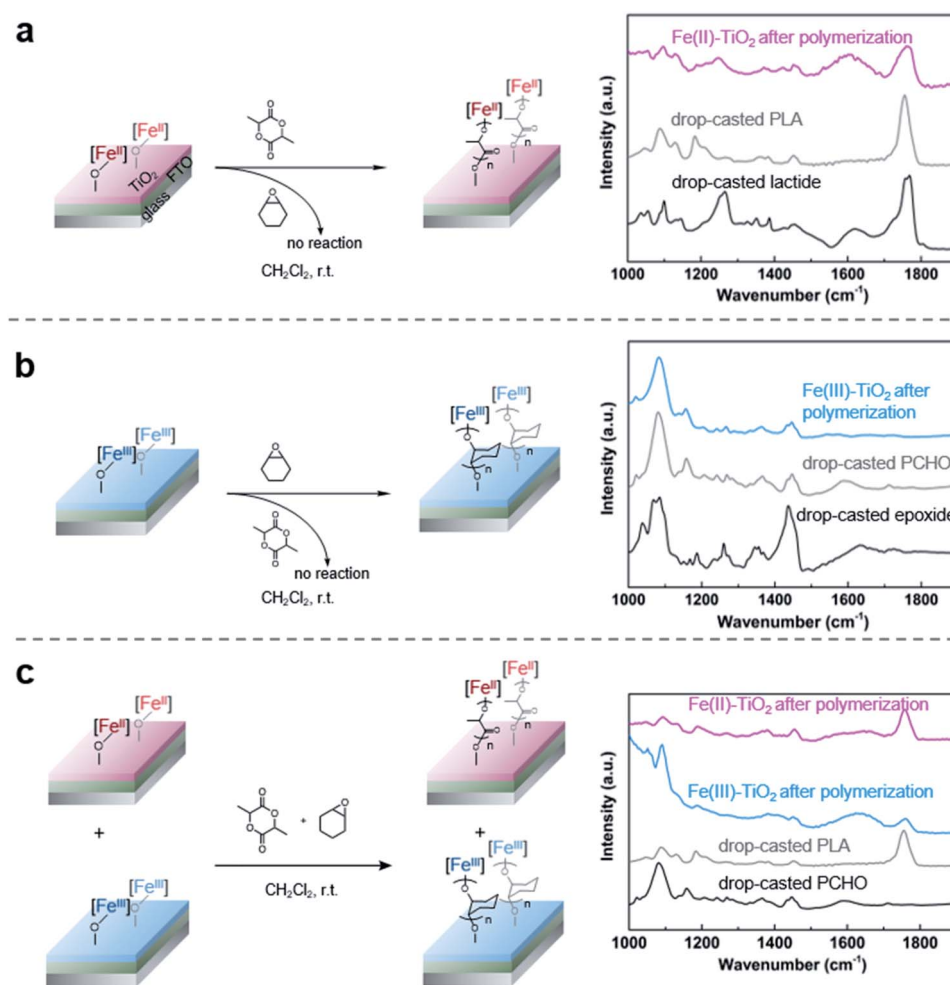 a
[Fe^II]
[Fe^II]
O
O
TiO₂
FTO
glass
O
O
O
O
O
no reaction
CH₂Cl₂, r.t.
[Fe^II]
[Fe^II]
O
O
O
O
n
n
Intensity (a.u.)
Fe(II)-TiO₂ after polymerization
drop-casted PLA
drop-casted lactide
1000 1200 1400 1600 1800
Wavenumber (cm⁻¹)
b
[Fe^III]
[Fe^III]
O
O
O
O
O
O
O
no reaction
CH₂Cl₂, r.t.
[Fe^III]
[Fe^III]
O
O
n
n
O
O
Intensity (a.u.)
Fe(III)-TiO₂ after
polymerization
drop-casted PCHO
drop-casted epoxide
1000 1200 1400 1600 1800
Wavenumber (cm⁻¹)
c
[Fe^II]
[Fe^II]
O
O
+
[Fe^III]
[Fe^III]
O
O
O
O
O
O
+
O
CH₂Cl₂, r.t.
[Fe^II]
[Fe^II]
O
O
O
O
n
n
+
[Fe^III]
[Fe^III]
O
O
n
n
O
O
Intensity (a.u.)
Fe(II)-TiO₂ after polymerization
Fe(III)-TiO₂ after polymerization
drop-casted PLA
drop-casted PCHO
1000 1200 1400 1600 1800
Wavenumber (cm⁻¹)